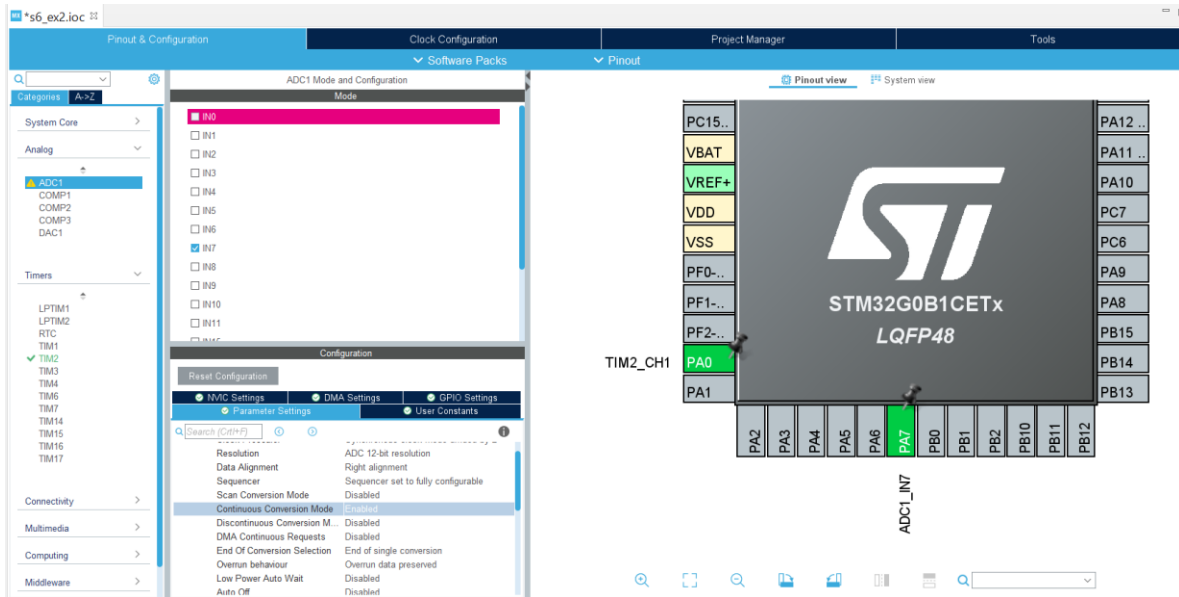 *s6_ex2.ioc
Pinout & Configuration
Clock Configuration
Project Manager
Tools
Software Packs
Pinout
Categories
A->Z
System Core
Analog
ADC1
COMP1
COMP2
COMP3
DAC1
Timers
LPTIM1
LPTIM2
RTC
TIM1
TIM2
TIM3
TIM4
TIM6
TIM7
TIM14
TIM15
TIM16
TIM17
Connectivity
Multimedia
Computing
Middleware
ADC1 Mode and Configuration
Mode
IN0
IN1
IN2
IN3
IN4
IN5
IN6
IN7
IN8
IN9
IN10
IN11
Configuration
Reset Configuration
NVIC Settings
DMA Settings
GPIO Settings
Parameter Settings
User Constants
Search (Crtl+F)
Resolution ADC 12-bit resolution
Data Alignment Right alignment
Sequencer Sequencer set to fully configurable
Scan Conversion Mode Disabled
Continuous Conversion Mode Enabled
Discontinuous Conversion M... Disabled
DMA Continuous Requests Disabled
End Of Conversion Selection End of single conversion
Overrun behaviour Overrun data preserved
Low Power Auto Wait Disabled
Auto Off Disabled
Pinout view
System view
PC15..
VBAT
VREF+
VDD
VSS
PF0-..
PF1-..
PF2-..
TIM2_CH1
PA0
PA1
STM32G0B1CETx
LQFP48
PA12 ..
PA11 ..
PA10
PC7
PC6
PA9
PA8
PB15
PB14
PB13
PA2
PA3
PA4
PA5
PA6
PA7
PB0
PB1
PB2
PB10
PB11
PB12
ADC1_IN7